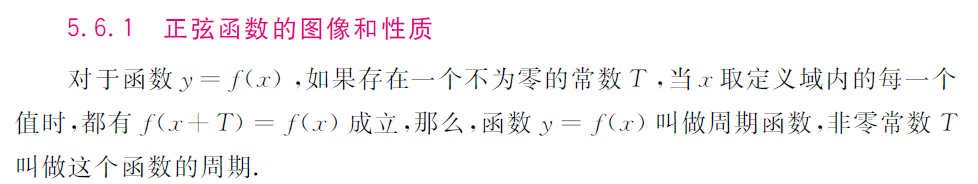 5.6.1 正弦函数的图像和性质
对于函数 y = f(x) ,如果存在一个不为零的常数 T ,当 x 取定义域内的每一个
值时,都有 f(x+T) = f(x) 成立,那么,函数 y = f(x) 叫做周期函数,非零常数 T
叫做这个函数的周期.